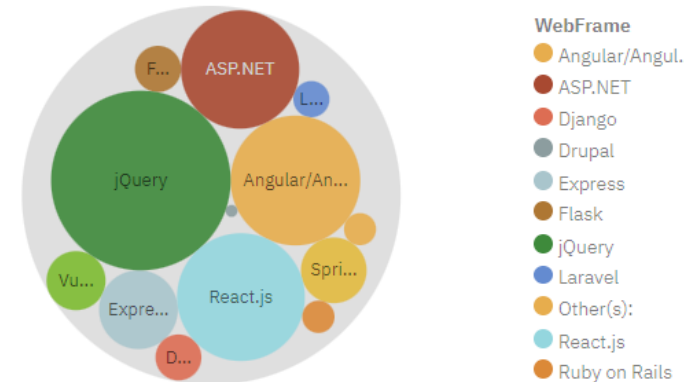 F...
ASP.NET
L...
jQuery
Angular/An...
Vu...
Expre...
React.js
Spri...
D...
WebFrame
Angular/Angul.
ASP.NET
Django
Drupal
Express
Flask
jQuery
Laravel
Other(s):
React.js
Ruby on Rails